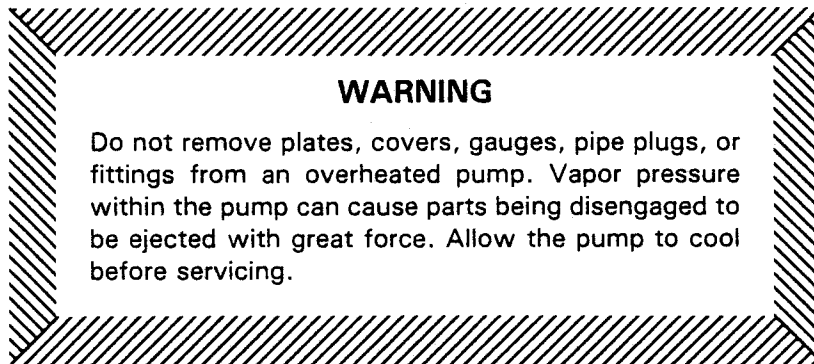 WARNING
Do not remove plates, covers, gauges, pipe plugs, or
fittings from an overheated pump. Vapor pressure
within the pump can cause parts being disengaged to
be ejected with great force. Allow the pump to cool
before servicing.